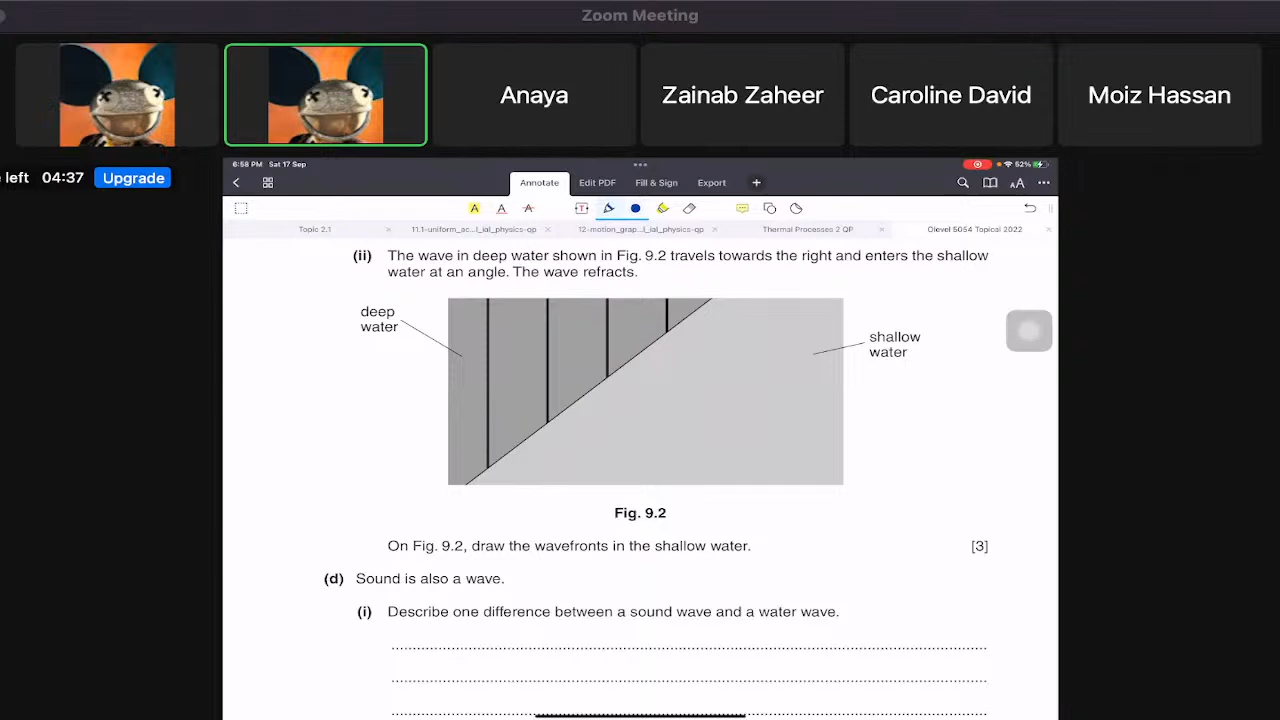 Zoom Meeting
Anaya
Zainab Zaheer
Caroline David
Moiz Hassan
left 04:37 Upgrade
6:58 PM Sat 17 Sep
52%
Annotate
Edit PDF
Fill & Sign
Export
Topic 2.1
11.1-uniform_ac...l_ial_physics-qp
12-motion_grap...l_ial_physics-qp
Thermal Processes 2 QP
Olevel 5054 Topical 2022
(ii) The wave in deep water shown in Fig. 9.2 travels towards the right and enters the shallow
water at an angle. The wave refracts.
deep
water
shallow
water
Fig. 9.2
On Fig. 9.2, draw the wavefronts in the shallow water. [3]
(d) Sound is also a wave.
(i) Describe one difference between a sound wave and a water wave.